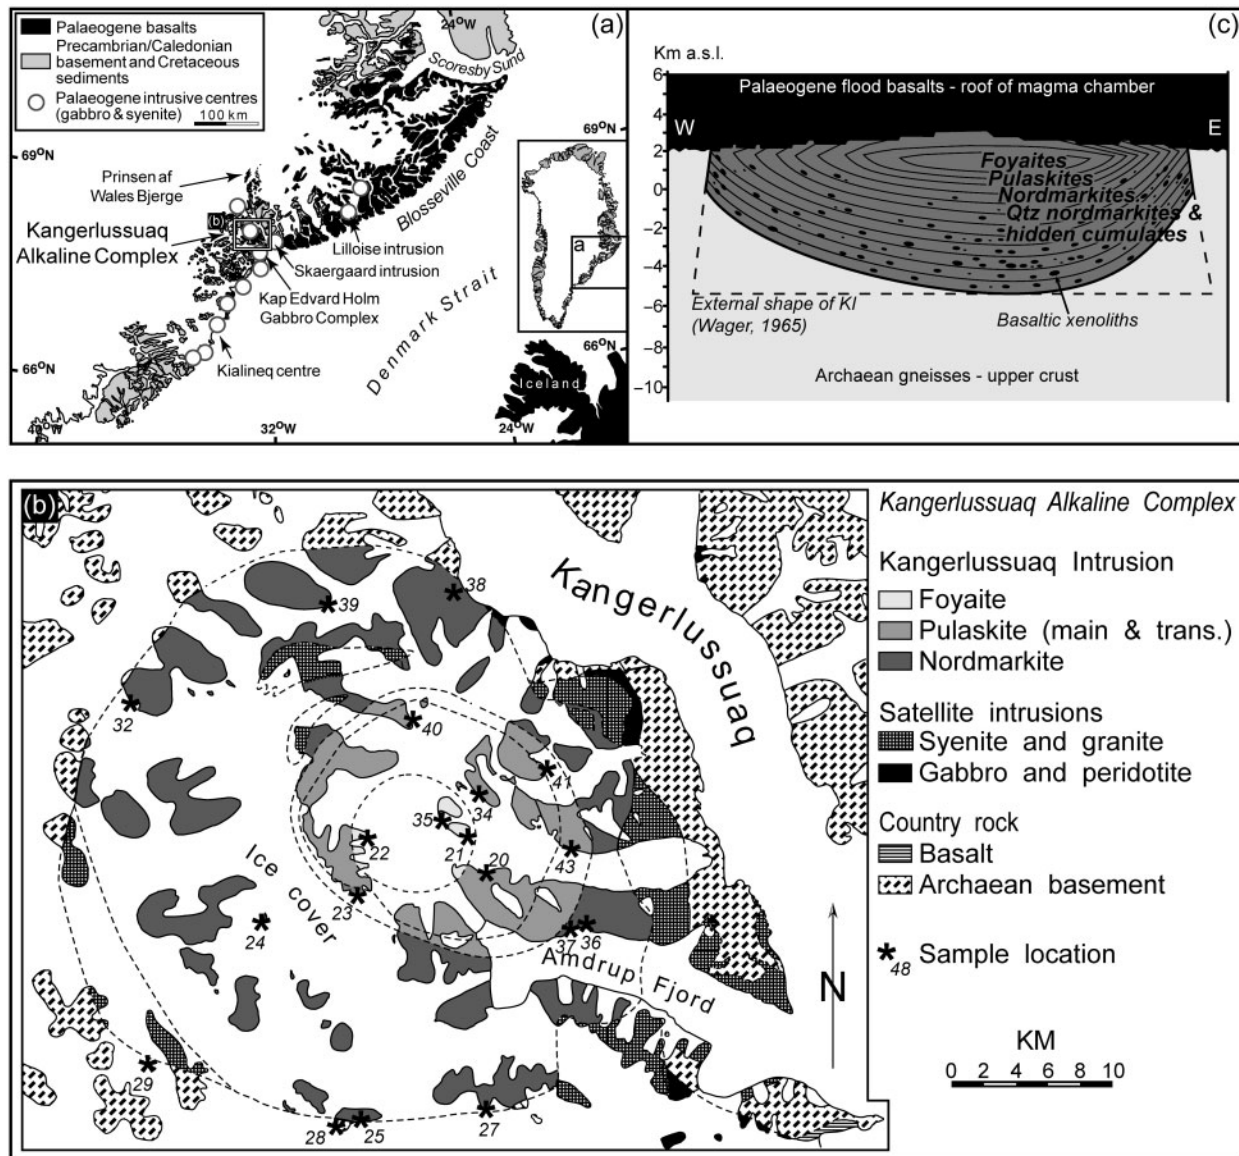 Palaeogene basalts
Precambrian/Caledonian
basement and Cretaceous
sediments
Palaeogene intrusive centres
(gabbro & syenite)
100 km
24°W
(a)
Scoresby Sund
69°N
69°N
Blosseville Coast
Prinsen af
Wales Bjerge
(b)
Kangerlussuaq
Alkaline Complex
Lilloise intrusion
Skaergaard intrusion
Kap Edvard Holm
Gabbro Complex
Kialineq centre
Denmark Strait
a
66°N
66°N
Iceland
32°W
24°W
(c)
Km a.s.l.
6
4
2
0
−2
−4
−6
−8
−10
Palaeogene flood basalts - roof of magma chamber
W
E
Foyaites
Pulaskites
Nordmarkites
Qtz nordmarkites &
hidden cumulates
External shape of KI
(Wager, 1965)
Basaltic xenoliths
Archaean gneisses - upper crust
(b)
Kangerlussuaq
38
39
32
40
41
34
35
22
21
20
43
23
24
37
36
Ice cover
Amdrup Fjord
29
28
25
27
N
Kangerlussuaq Alkaline Complex
Kangerlussuaq Intrusion
Foyaite
Pulaskite (main & trans.)
Nordmarkite
Satellite intrusions
Syenite and granite
Gabbro and peridotite
Country rock
Basalt
Archaean basement
48 Sample location
KM
0 2 4 6 8 10